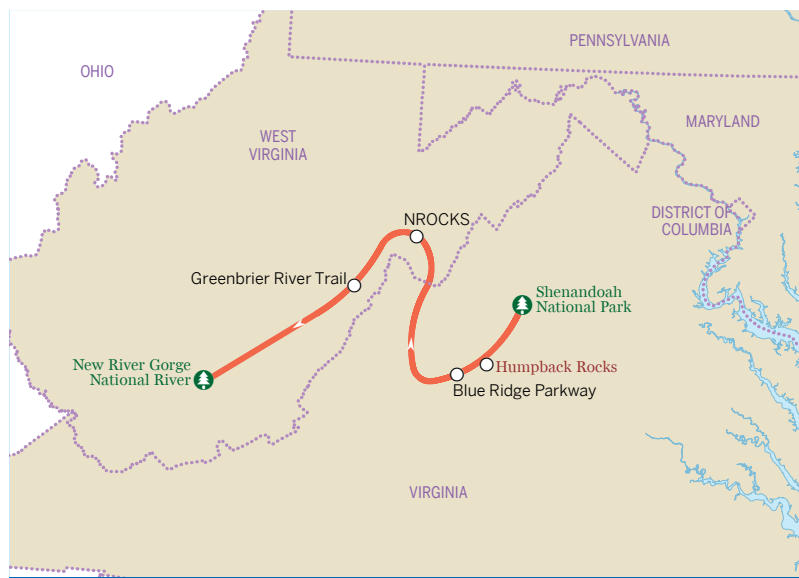 PENNSYLVANIA
OHIO
MARYLAND
WEST
VIRGINIA
DISTRICT OF
COLUMBIA
NROCKS
Greenbrier River Trail
Shenandoah
National Park
New River Gorge
National River
Humpback Rocks
Blue Ridge Parkway
VIRGINIA